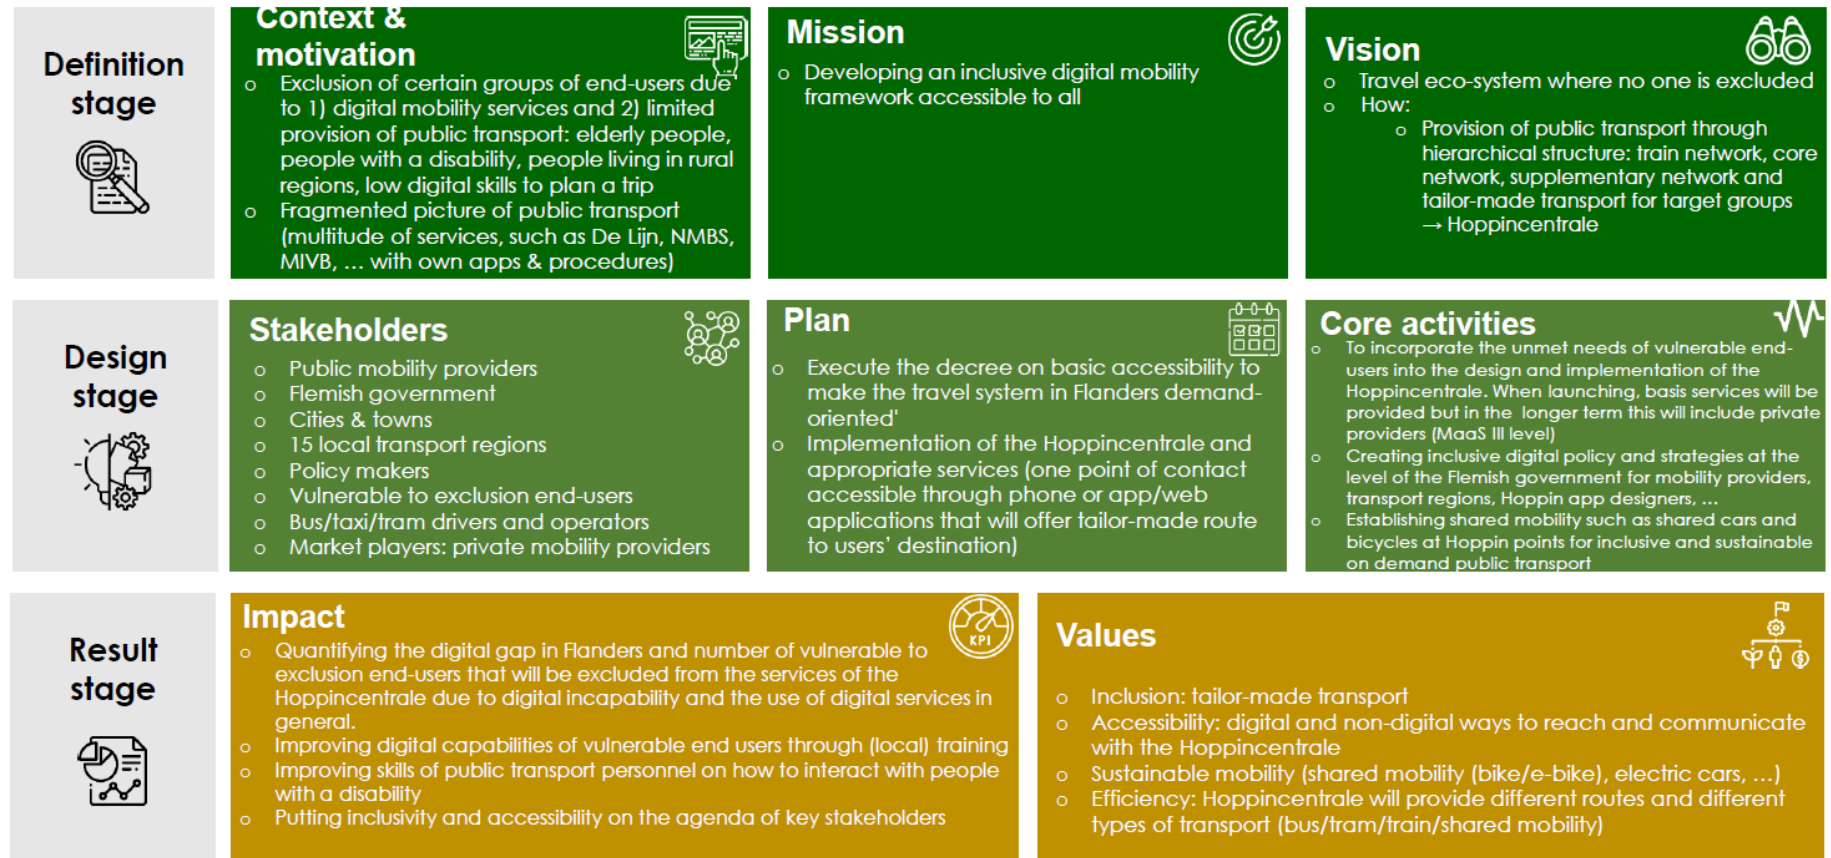 Definition
stage
Context &
motivation
o Exclusion of certain groups of end-users due
to 1) digital mobility services and 2) limited
provision of public transport: elderly people,
people with a disability, people living in rural
regions, low digital skills to plan a trip
o Fragmented picture of public transport
(multitude of services, such as De Lijn, NMBS,
MIVB, ... with own apps & procedures)
Mission
o Developing an inclusive digital mobility
framework accessible to all
Vision
o Travel eco-system where no one is excluded
o How:
o Provision of public transport through
hierarchical structure: train network, core
network, supplementary network and
tailor-made transport for target groups
→ Hoppincentrale
Design
stage
Stakeholders
o Public mobility providers
o Flemish government
o Cities & towns
o 15 local transport regions
o Policy makers
o Vulnerable to exclusion end-users
o Bus/taxi/tram drivers and operators
o Market players: private mobility providers
Plan
o Execute the decree on basic accessibility to
make the travel system in Flanders demand-
oriented'
o Implementation of the Hoppincentrale and
appropriate services (one point of contact
accessible through phone or app/web
applications that will offer tailor-made route
to users' destination)
Core activities
o To incorporate the unmet needs of vulnerable end-
users into the design and implementation of the
Hoppincentrale. When launching, basis services will be
provided but in the longer term this will include private
providers (MaaS III level)
o Creating inclusive digital policy and strategies at the
level of the Flemish government for mobility providers,
transport regions, Hoppin app designers, ...
o Establishing shared mobility such as shared cars and
bicycles at Hoppin points for inclusive and sustainable
on demand public transport
Result
stage
Impact
KPI
o Quantifying the digital gap in Flanders and number of vulnerable to
exclusion end-users that will be excluded from the services of the
Hoppincentrale due to digital incapability and the use of digital services in
general.
o Improving digital capabilities of vulnerable end users through (local) training
o Improving skills of public transport personnel on how to interact with people
with a disability
o Putting inclusivity and accessibility on the agenda of key stakeholders
Values
o Inclusion: tailor-made transport
o Accessibility: digital and non-digital ways to reach and communicate
with the Hoppincentrale
o Sustainable mobility (shared mobility (bike/e-bike), electric cars, ...)
o Efficiency: Hoppincentrale will provide different routes and different
types of transport (bus/tram/train/shared mobility)